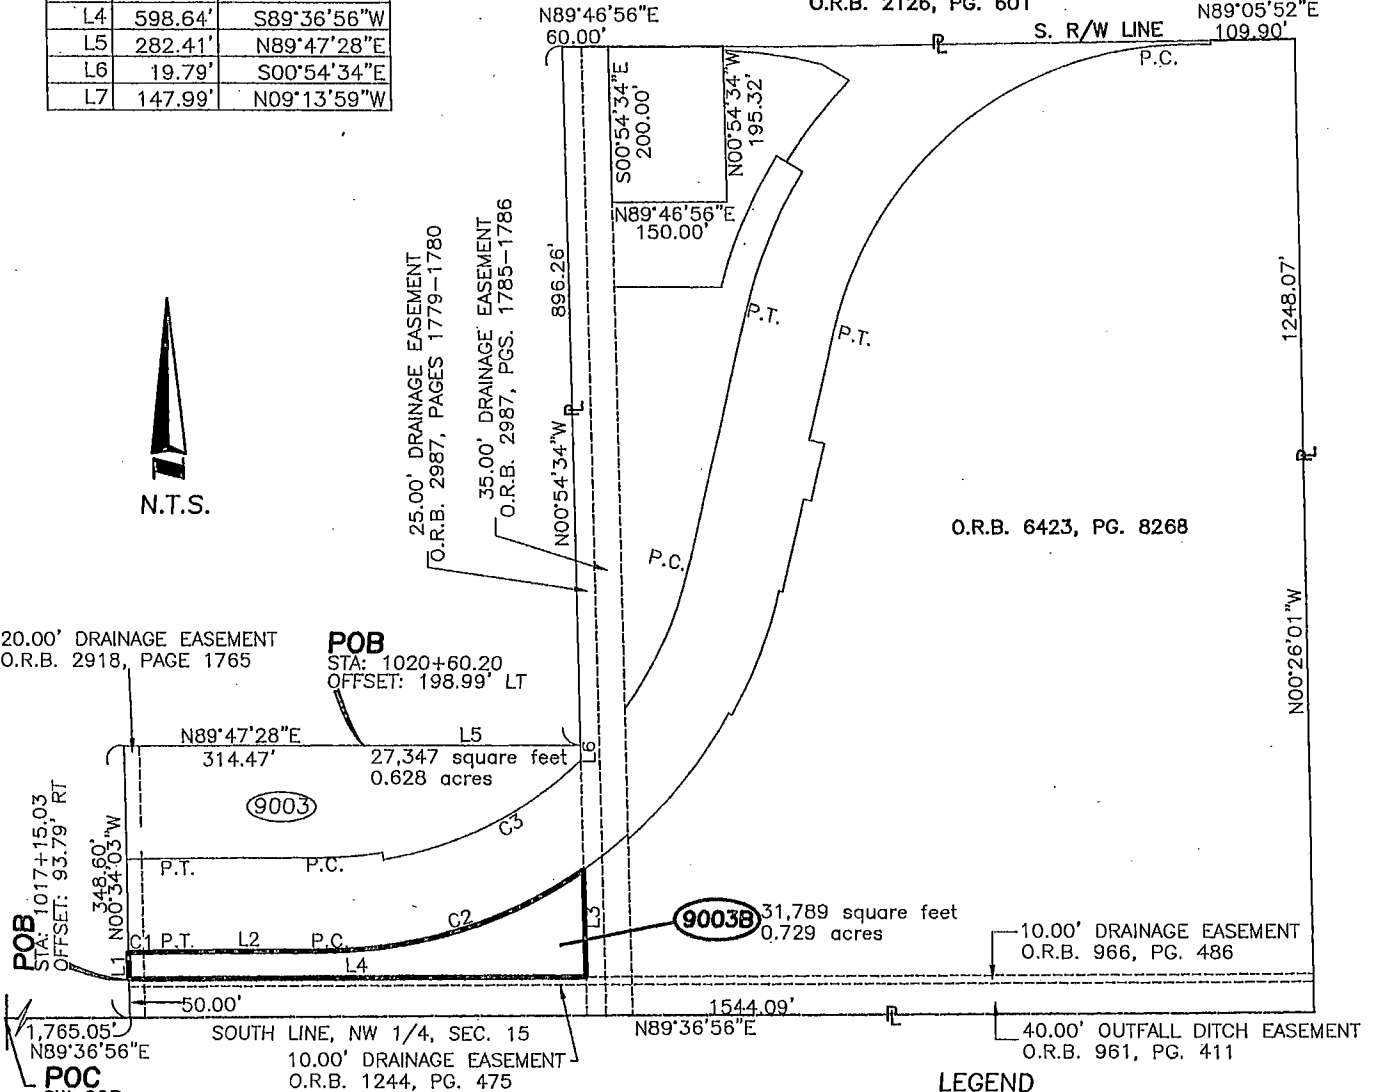 L4 598.64' S89°36'56"W
L5 282.41' N89°47'28"E
L6 19.79' S00°54'34"E
L7 147.99' N09°13'59"W
O.R.B. 2126, PG. 601
N89°46'56"E
60.00'
S. R/W LINE
N89°05'52"E
109.90'
PL
P.C.
S00°54'34"E
200.00'
N00°54'34"W
195.32'
N89°46'56"E
150.00'
25.00' DRAINAGE EASEMENT
O.R.B. 2987, PAGES 1779-1780
35.00' DRAINAGE EASEMENT
O.R.B. 2987, PGS. 1785-1786
896.26'
PL
N00°54'34"W
P.T.
P.T.
1248.07'
PL
N00°26'01"W
N.T.S.
P.C.
O.R.B. 6423, PG. 8268
20.00' DRAINAGE EASEMENT
O.R.B. 2918, PAGE 1765
POB
STA: 1020+60.20
OFFSET: 198.99' LT
N89°47'28"E
314.47'
L5
L6
27,347 square feet
0.628 acres
9003
C3
P.T.
P.C.
348.60'
N00°34'03"W
POB
STA: 1017+15.03
OFFSET: 93.79' RT
C1
P.T.
L2
P.C.
C2
L3
L1
L4
9003B
31,789 square feet
0.729 acres
10.00' DRAINAGE EASEMENT
O.R.B. 966, PG. 486
50.00'
1544.09'
N89°36'56"E
PL
1,765.05'
N89°36'56"E
SOUTH LINE, NW 1/4, SEC. 15
40.00' OUTFALL DITCH EASEMENT
O.R.B. 961, PG. 411
10.00' DRAINAGE EASEMENT
O.R.B. 1244, PG. 475
POC
LEGEND